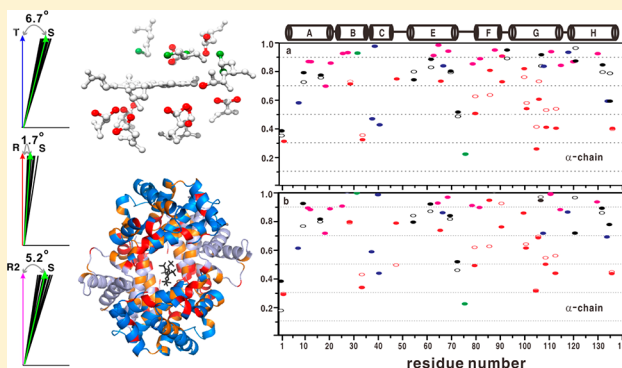 6.7°
T S
1.7°
R S
5.2°
R2 S
A B C E F G H
a
1.0
0.8
0.6
0.4
0.2
α-chain
b
1.0
0.8
0.6
0.4
0.2
α-chain
1 10 20 30 40 50 60 70 80 90 100 110 120 130
residue number